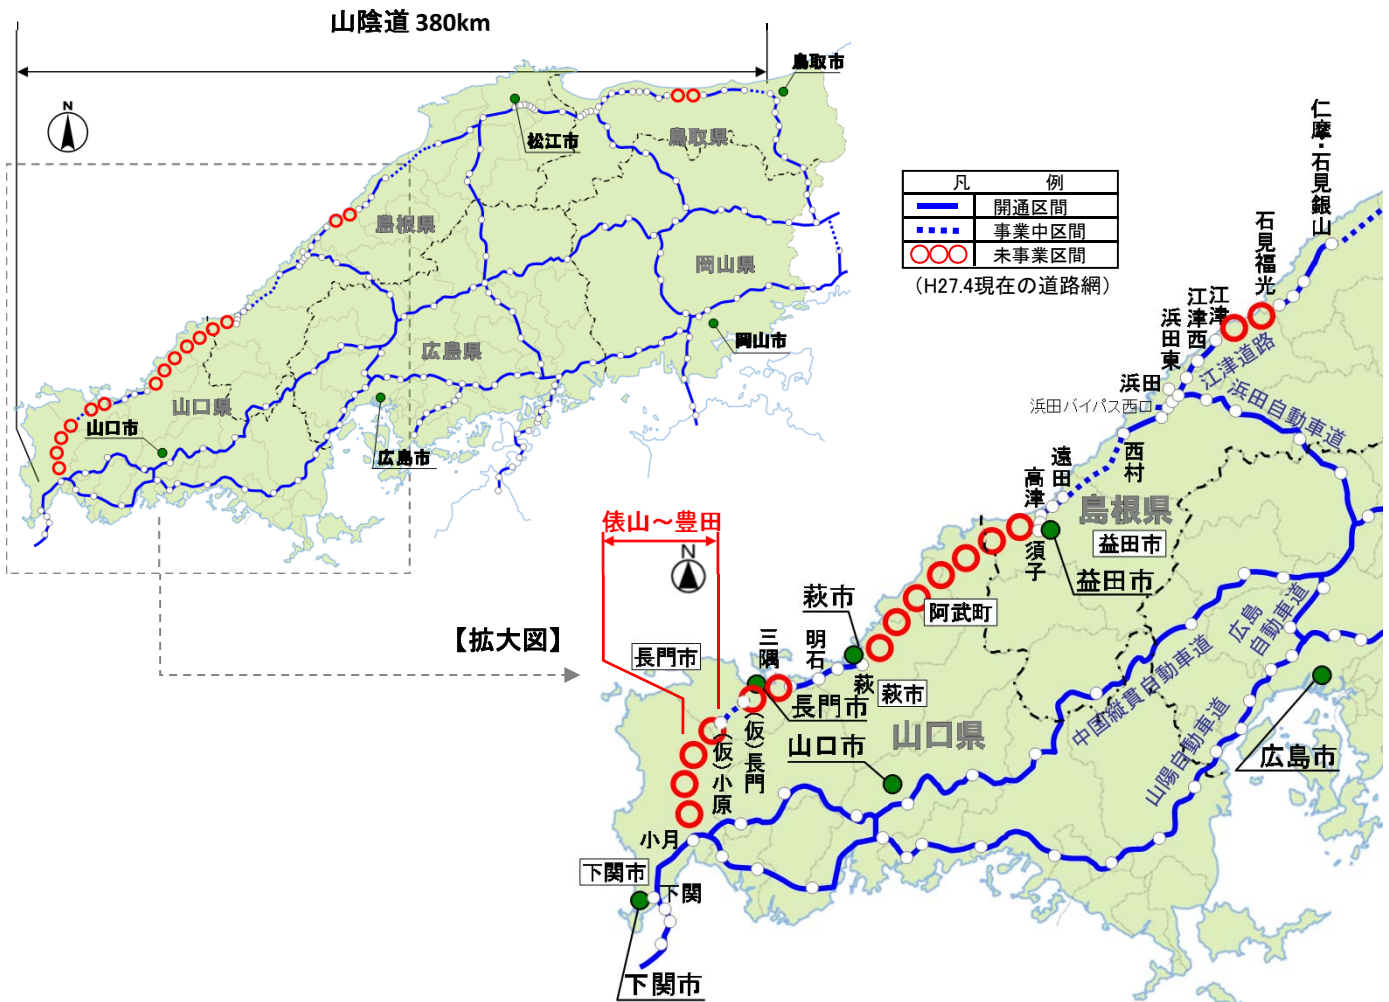 山陰道 380km
鳥取市
N
松江市
鳥取県
島根県
岡山県
岡山市
広島県
山口県
山口市
広島市
凡 例
開通区間
事業中区間
未事業区間
(H27.4現在の道路網)
【拡大図】
俵山～豊田
N
仁摩・石見銀山
石見福光
江津
江津西
浜田東
江津道路
浜田
浜田バイパス西口
浜田自動車道
西村
遠田
高津
島根県
須子
益田市
益田市
萩市
阿武町
三隅
明石
長門市
萩
萩市
長門市
(仮)長門
(仮)小原
山口市
山口県
中国縦貫自動車道
広島自動車道
山陽自動車道
広島市
小月
下関市
下関
下関市